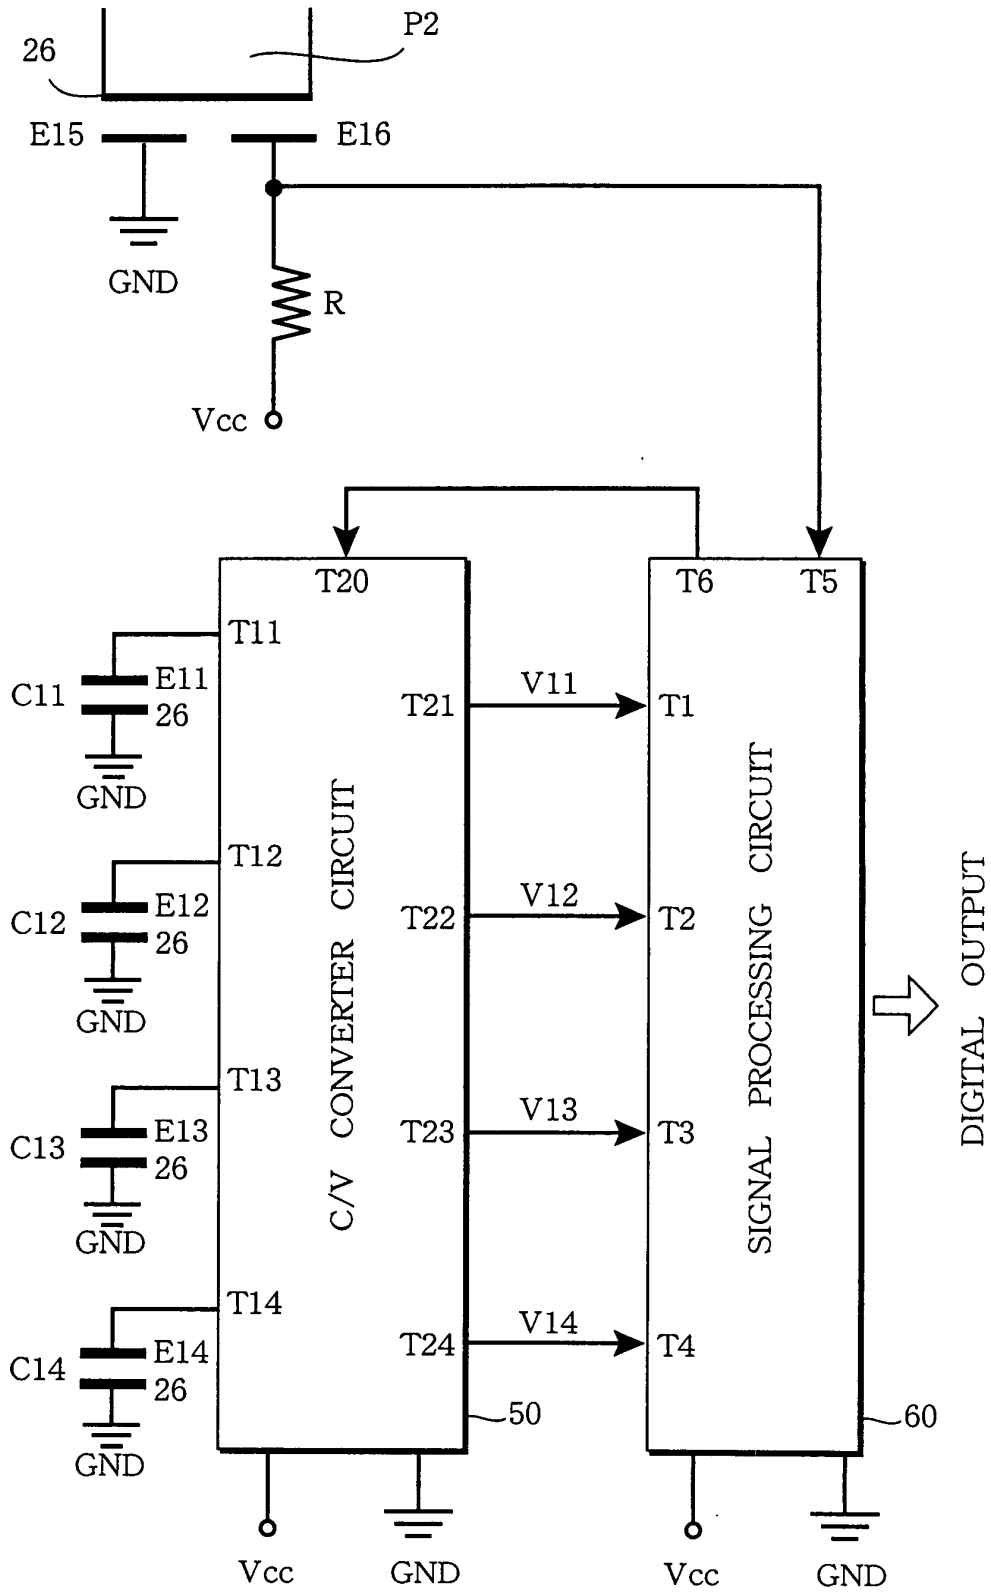 P2
26
E15
E16
GND
R
Vcc
T20
T6
T5
T11
C11
E11
26
GND
T21
V11
T1
T12
C12
E12
26
GND
T22
V12
T2
C/V CONVERTER CIRCUIT
SIGNAL PROCESSING CIRCUIT
DIGITAL OUTPUT
T13
C13
E13
26
GND
T23
V13
T3
T14
C14
E14
26
GND
T24
V14
T4
50
60
Vcc
GND
Vcc
GND